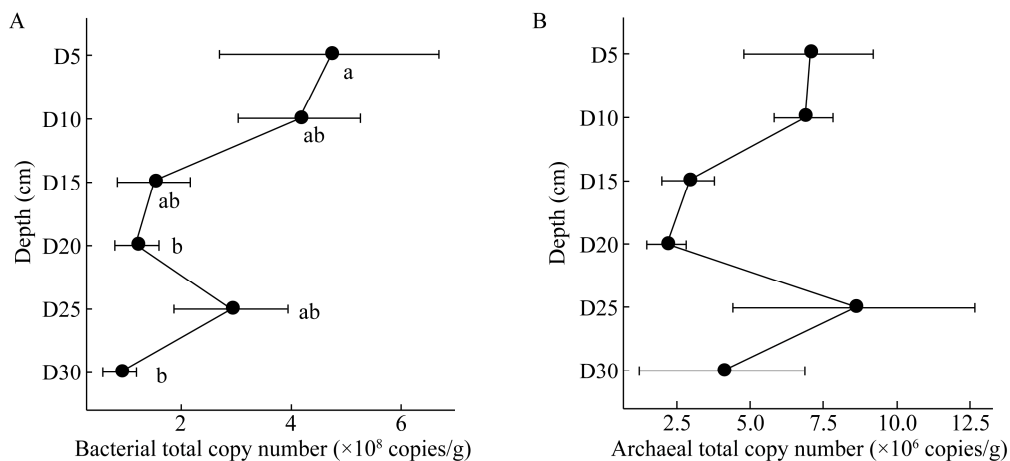 A
Depth (cm)
D5
D10
D15
D20
D25
D30
a
ab
ab
b
ab
b
2
4
6
Bacterial total copy number (×10⁸ copies/g)
B
Depth (cm)
D5
D10
D15
D20
D25
D30
2.5
5.0
7.5
10.0
12.5
Archaeal total copy number (×10⁶ copies/g)